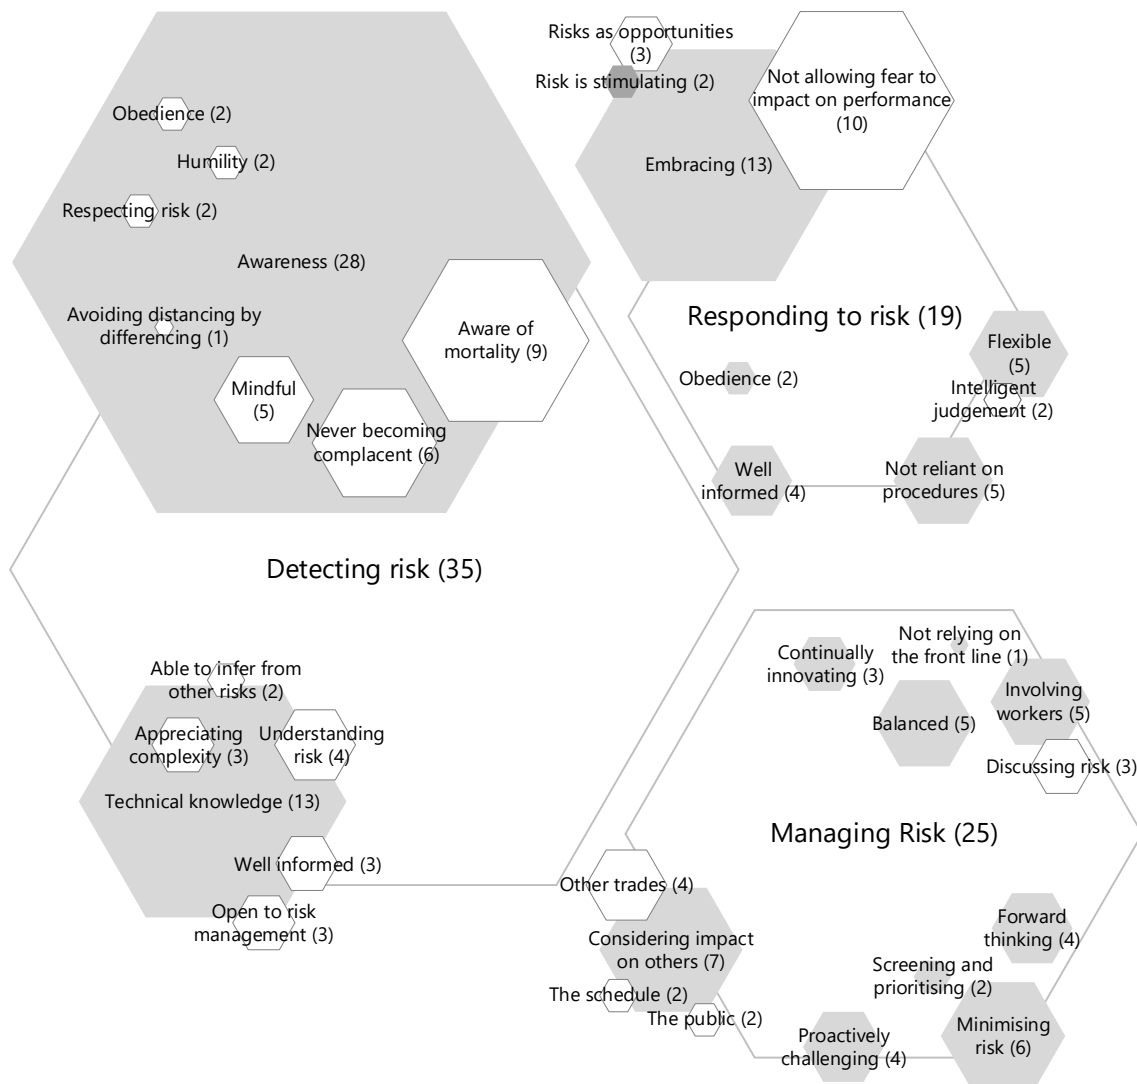 Obedience (2)
Humility (2)
Respecting risk (2)
Awareness (28)
Avoiding distancing by
differencing (1)
Aware of
mortality (9)
Mindful
(5)
Never becoming
complacent (6)
Detecting risk (35)
Able to infer from
other risks (2)
Appreciating
complexity (3)
Understanding
risk (4)
Technical knowledge (13)
Well informed (3)
Open to risk
management (3)
Risks as opportunities
(3)
Risk is stimulating (2)
Not allowing fear to
impact on performance
(10)
Embracing (13)
Responding to risk (19)
Flexible
(5)
Obedience (2)
Intelligent
judgement (2)
Well
informed (4)
Not reliant on
procedures (5)
Not relying on
the front line (1)
Continually
innovating (3)
Involving
workers (5)
Balanced (5)
Discussing risk (3)
Managing Risk (25)
Other trades (4)
Considering impact
on others (7)
The schedule (2)
The public (2)
Forward
thinking (4)
Screening and
prioritising (2)
Minimising
risk (6)
Proactively
challenging (4)